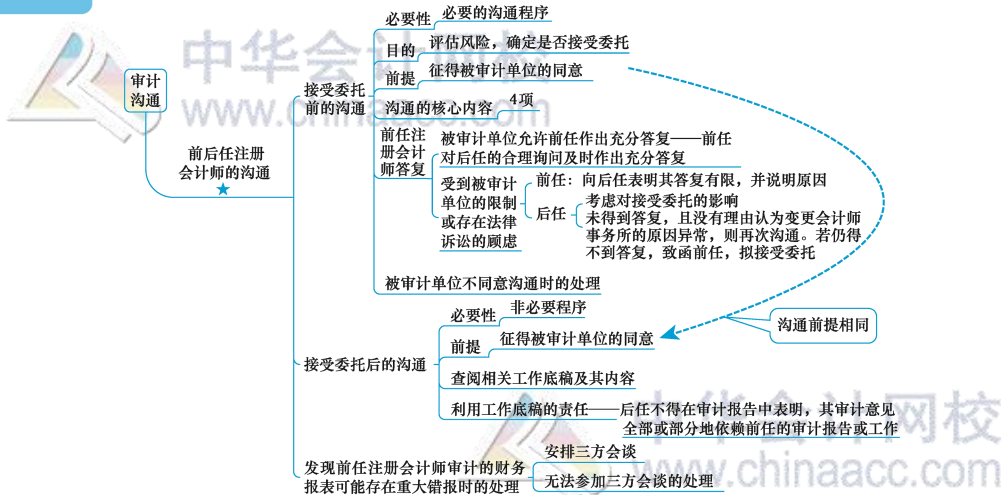 审计
沟通
前后任注册
会计师的沟通
接受委托
前的沟通
必要性
必要的沟通程序
目的
评估风险，确定是否接受委托
前提
征得被审计单位的同意
沟通的核心内容
4项
前任注
册会计
师答复
被审计单位允许前任作出充分答复——前任
对后任的合理询问及时作出充分答复
受到被审计
单位的限制
或存在法律
诉讼的顾虑
前任：向后任表明其答复有限，并说明原因
后任
考虑对接受委托的影响
未得到答复，且没有理由认为变更会计师
事务所的原因异常，则再次沟通。若仍得
不到答复，致函前任，拟接受委托
被审计单位不同意沟通时的处理
接受委托后的沟通
必要性
非必要程序
前提
征得被审计单位的同意
沟通前提相同
查阅相关工作底稿及其内容
利用工作底稿的责任——后任不得在审计报告中表明，其审计意见
全部或部分地依赖前任的审计报告或工作
发现前任注册会计师审计的财务
报表可能存在重大错报时的处理
安排三方会谈
无法参加三方会谈的处理
中华会计网校
www.chinaacc.com
中华会计网校
www.chinaacc.com